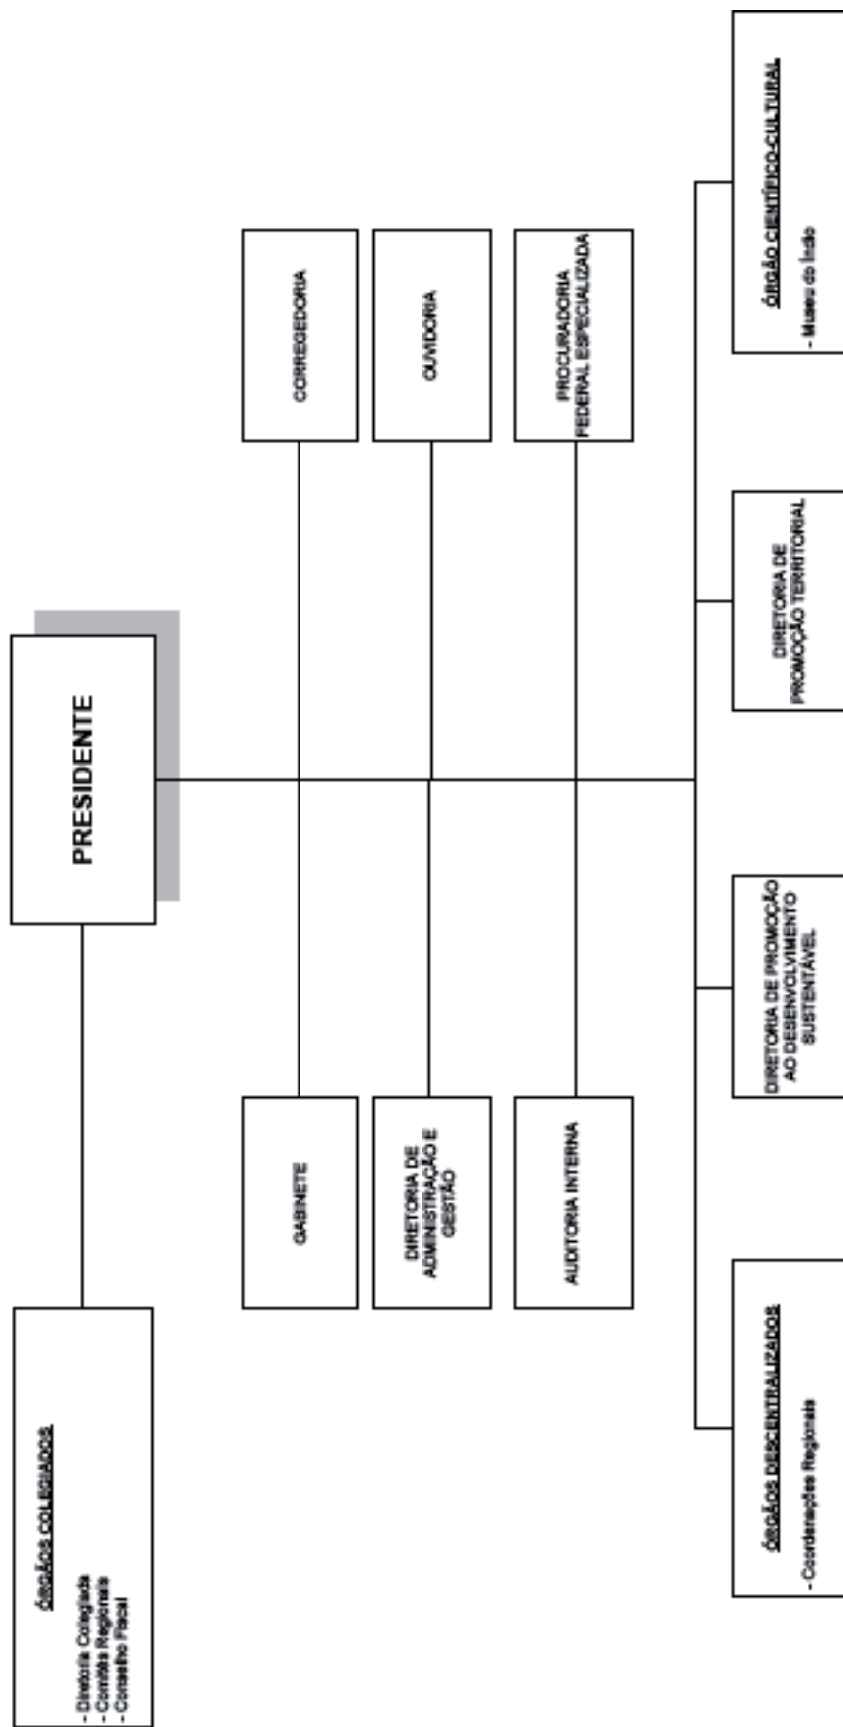 PRESIDENTE
ÓRGÃOS COLEGIADOS
- Diretoria Colegiada
- Comitês Regionais
- Conselho Fiscal
GABINETE
CORREGEDORIA
DIRETORIA DE
ADMINISTRAÇÃO E
GESTÃO
OUVIDORIA
AUDITORIA INTERNA
PROCURADORIA
FEDERAL ESPECIALIZADA
ÓRGÃOS DESCENTRALIZADOS
- Coordenações Regionais
DIRETORIA DE PROMOÇÃO
AO DESENVOLVIMENTO
SUSTENTÁVEL
DIRETORIA DE
PROMOÇÃO TERRITORIAL
ÓRGÃO CIENTÍFICO-CULTURAL
- Museu do Índio